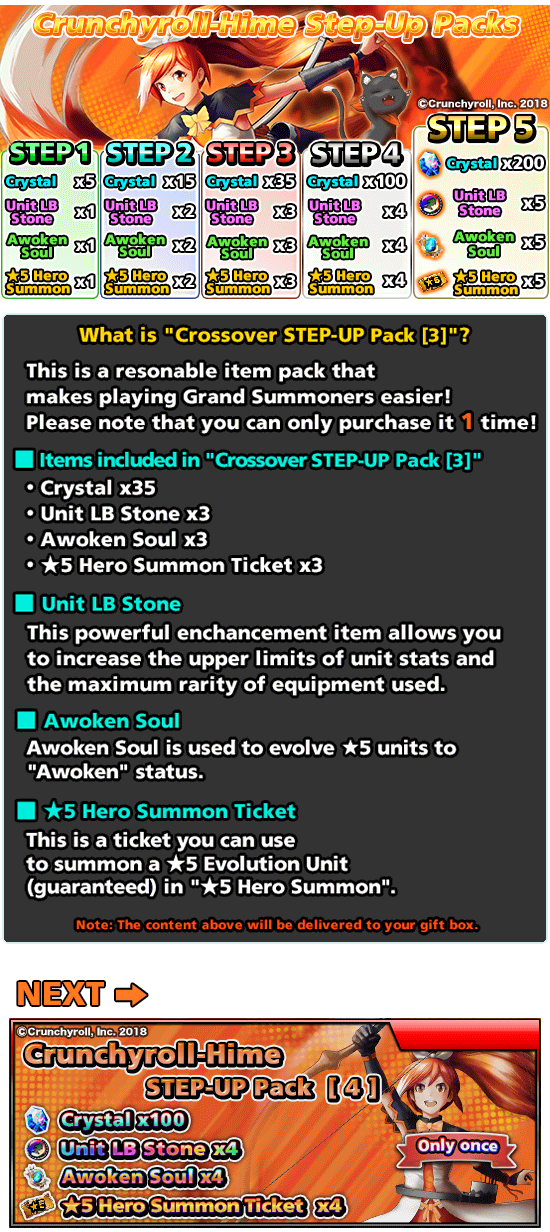 Crunchyroll-Hime Step-Up Packs
©Crunchyroll, Inc. 2018
STEP 1
Crystal x5
Unit LB Stone x1
Awoken Soul x1
★5 Hero Summon x1
STEP 2
Crystal x15
Unit LB Stone x2
Awoken Soul x2
★5 Hero Summon x2
STEP 3
Crystal x35
Unit LB Stone x3
Awoken Soul x3
★5 Hero Summon x3
STEP 4
Crystal x100
Unit LB Stone x4
Awoken Soul x4
★5 Hero Summon x4
STEP 5
Crystal x200
Unit LB Stone x5
Awoken Soul x5
★5 Hero Summon x5
What is "Crossover STEP-UP Pack [3]"?
This is a resonable item pack that
makes playing Grand Summoners easier!
Please note that you can only purchase it 1 time!
■ Items included in "Crossover STEP-UP Pack [3]"
• Crystal x35
• Unit LB Stone x3
• Awoken Soul x3
• ★5 Hero Summon Ticket x3
■ Unit LB Stone
This powerful enchancement item allows you
to increase the upper limits of unit stats and
the maximum rarity of equipment used.
■ Awoken Soul
Awoken Soul is used to evolve ★5 units to
"Awoken" status.
■ ★5 Hero Summon Ticket
This is a ticket you can use
to summon a ★5 Evolution Unit
(guaranteed) in "★5 Hero Summon".
Note: The content above will be delivered to your gift box.
NEXT ➡
©Crunchyroll, Inc. 2018
Crunchyroll-Hime
STEP-UP Pack [4]
Crystal x100
Unit LB Stone x4
Awoken Soul x4
★5 Hero Summon Ticket x4
Only once